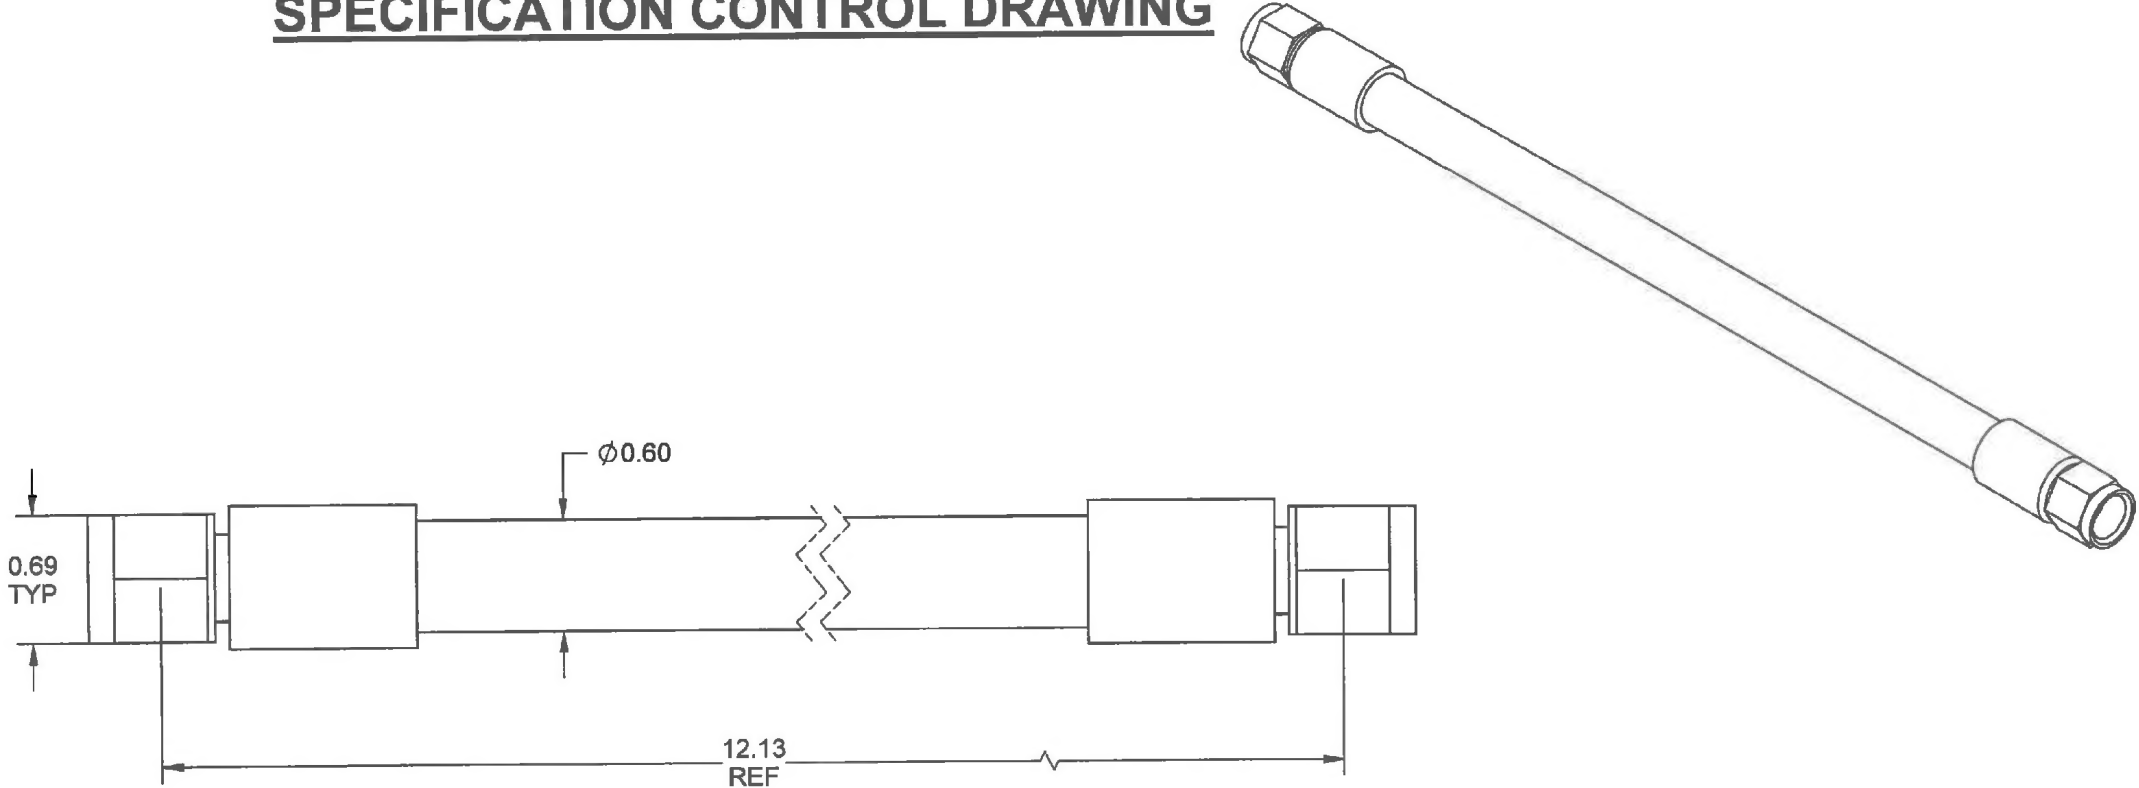 SPECIFICATION CONTROL DRAWING
Ø0.60
0.69
TYP
12.13
REF